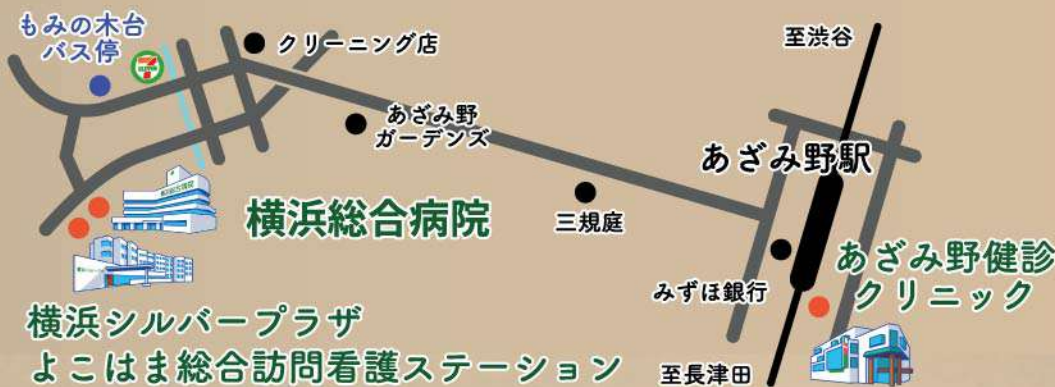 もみの木台
バス停
クリーニング店
至渋谷
あざみ野
ガーデンズ
あざみ野駅
横浜総合病院
三規庭
あざみ野健診
クリニック
みずほ銀行
横浜シルバープラザ
よこはま総合訪問看護ステーション
至長津田